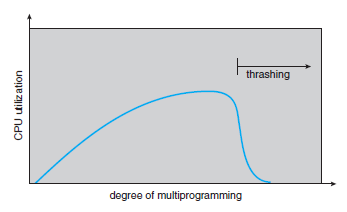 thrashing
CPU utilization
degree of multiprogramming